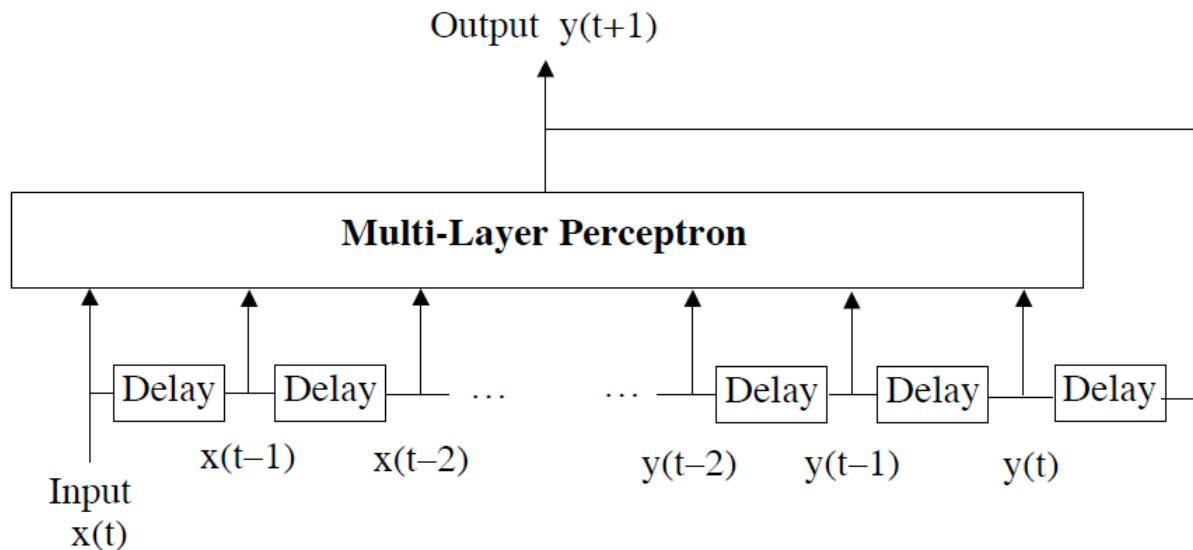 Output y(t+1)
Multi-Layer Perceptron
Delay Delay … … Delay Delay Delay
x(t–1) x(t–2) y(t–2) y(t–1) y(t)
Input
x(t)